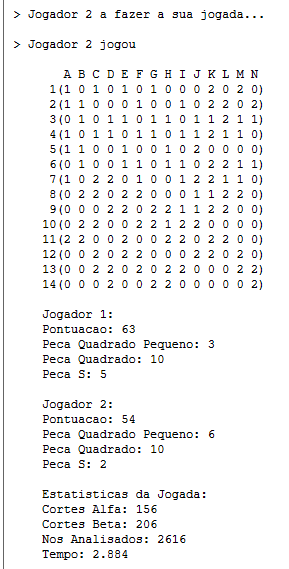 > Jogador 2 a fazer a sua jogada...
> Jogador 2 jogou
A B C D E F G H I J K L M N
1(1 0 1 0 1 0 1 0 0 0 2 0 2 0)
2(1 1 0 0 0 1 0 0 1 0 2 2 0 2)
3(0 1 0 1 1 0 1 1 0 1 1 2 1 1)
4(1 0 1 1 0 1 1 0 1 1 2 1 1 0)
5(1 1 0 0 1 0 0 1 0 2 0 0 0 0)
6(0 1 0 0 1 1 0 1 1 0 2 2 1 1)
7(1 0 2 2 0 1 0 0 1 2 2 1 1 0)
8(0 2 2 0 2 2 0 0 0 1 1 2 2 0)
9(0 0 0 2 2 0 2 2 1 1 2 2 0 0)
10(0 2 2 0 0 2 2 1 2 2 0 0 0 0)
11(2 2 0 0 2 0 0 2 2 0 2 2 0 0)
12(0 0 2 2 0 2 0 0 0 2 2 0 2 0)
13(0 0 2 2 0 2 0 2 2 0 0 0 2 2)
14(0 0 0 2 0 0 2 2 0 0 0 0 0 2)
Jogador 1:
Pontuacao: 63
Peca Quadrado Pequeno: 3
Peca Quadrado: 10
Peca S: 5
Jogador 2:
Pontuacao: 54
Peca Quadrado Pequeno: 6
Peca Quadrado: 10
Peca S: 2
Estatisticas da Jogada:
Cortes Alfa: 156
Cortes Beta: 206
Nos Analisados: 2616
Tempo: 2.884